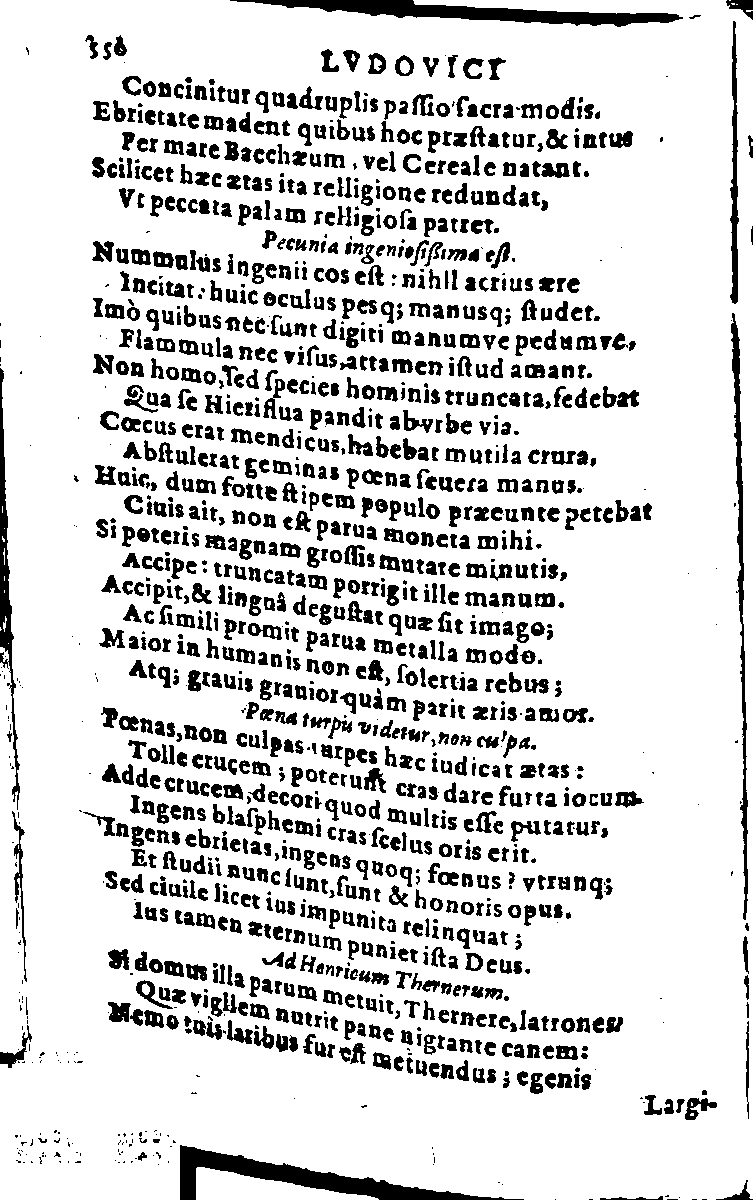 356
LVDOVICI
Concinitur quadruplis paſſio ſacra modis.
Ebrietate madent quibus hoc præſtatur, & intus
Per mare Bacchæum, vel Cereale natant.
Scilicet hæc ætas ita relligione redundat,
Vt peccata palam relligioſa patret.
Pecunia ingenioſiſſima eſt.
Nummulus ingenii cos eſt: nihil acrius ære
Incitat: huic oculus pesq; manusq; ſtudet.
Imò quibus nec ſunt digiti manumve pedumve,
Flammula nec viſus, attamen iſtud amant.
Non homo, ſed ſpecies hominis truncata, ſedebat
Qua ſe Hieriflua pandit ab vrbe via.
Cœcus erat mendicus, habebat mutila crura,
Abſtulerat geminas pœna ſeuera manus.
Huic, dum forte ſtipem populo præeunte petebat
Ciuis ait, non eſt parua moneta mihi.
Si poteris magnam groſſis mutare minutis,
Accipe: truncatam porrigit ille manum.
Accipit, & linguâ deguſtat quæ ſit imago;
Ac ſimili promit parua metalla modo.
Maior in humanis non eſt, ſolertia rebus;
Atq; grauis grauior quàm parit æris amor.
Pœna turpis videtur, non culpa.
Pœnas, non culpas turpes hæc iudicat ætas:
Tolle crucem; poterunt cras dare furta iocum.
Adde crucem, decori quod multis eſſe putatur,
Ingens blaſphemi cras ſcelus oris erit.
Ingens ebrietas, ingens quoq; fœnus? vtrunq;
Et ſtudii nunc ſunt, ſunt & honoris opus.
Sed ciuile licet ius impunita relinquat;
Ius tamen æternum puniet iſta Deus.
Ad Henricum Thernerum.
Si domus illa parum metuit, Thernere, latrones
Quæ vigilem nutrit pane nigrante canem:
Nemo tuis laribus fur eſt metuendus; egenis
Largi-